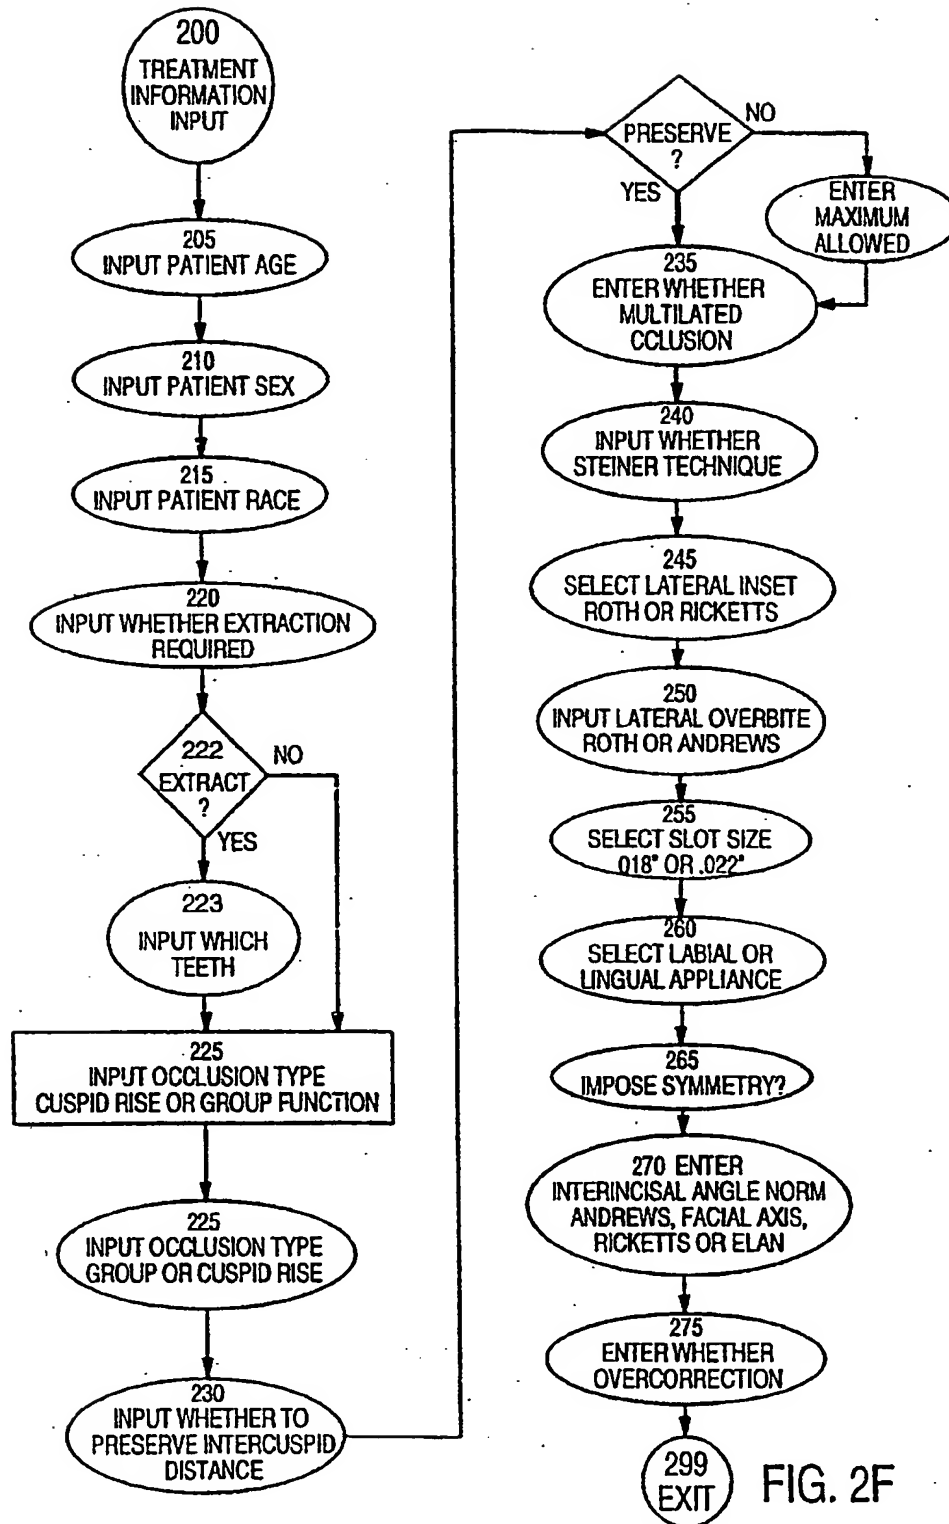 200
TREATMENT
INFORMATION
INPUT
205
INPUT PATIENT AGE
210
INPUT PATIENT SEX
215
INPUT PATIENT RACE
220
INPUT WHETHER EXTRACTION
REQUIRED
222
EXTRACT
?
NO
YES
223
INPUT WHICH
TEETH
225
INPUT OCCLUSION TYPE
CUSPID RISE OR GROUP FUNCTION
225
INPUT OCCLUSION TYPE
GROUP OR CUSPID RISE
230
INPUT WHETHER TO
PRESERVE INTERCUSPID
DISTANCE
PRESERVE
?
NO
YES
ENTER
MAXIMUM
ALLOWED
235
ENTER WHETHER
MULTILATED
CCLUSION
240
INPUT WHETHER
STEINER TECHNIQUE
245
SELECT LATERAL INSET
ROTH OR RICKETTS
250
INPUT LATERAL OVERBITE
ROTH OR ANDREWS
255
SELECT SLOT SIZE
.018" OR .022"
260
SELECT LABIAL OR
LINGUAL APPLIANCE
265
IMPOSE SYMMETRY?
270 ENTER
INTERINCISAL ANGLE NORM
ANDREWS, FACIAL AXIS,
RICKETTS OR ELAN
275
ENTER WHETHER
OVERCORRECTION
299
EXIT
FIG. 2F